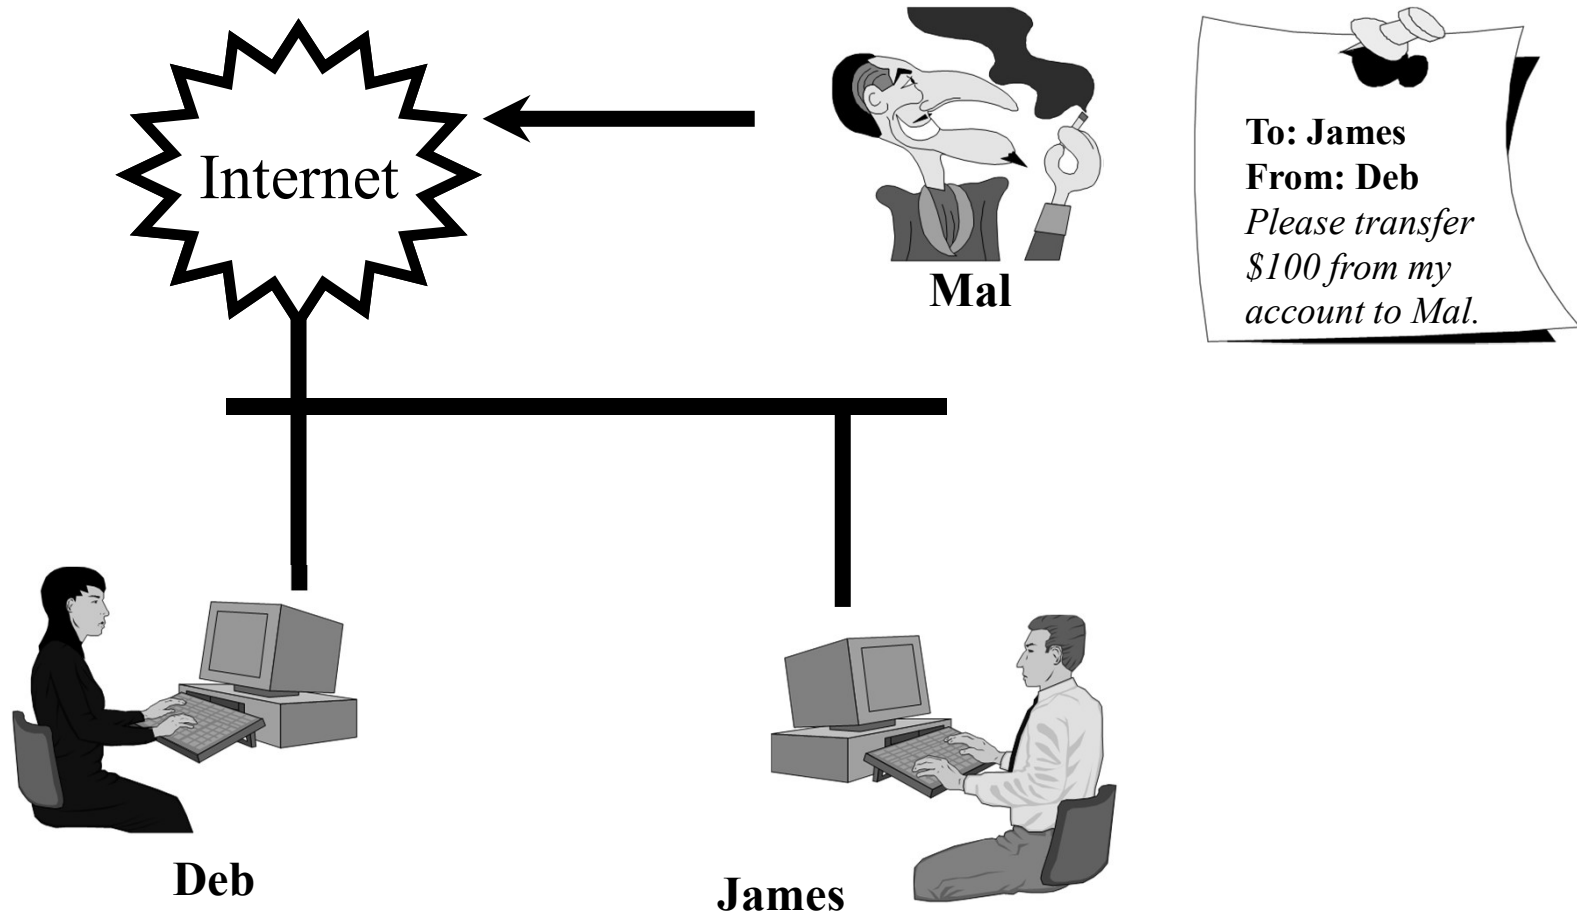 Internet
Mal
To: James
From: Deb
Please transfer
$100 from my
account to Mal.
Deb
James